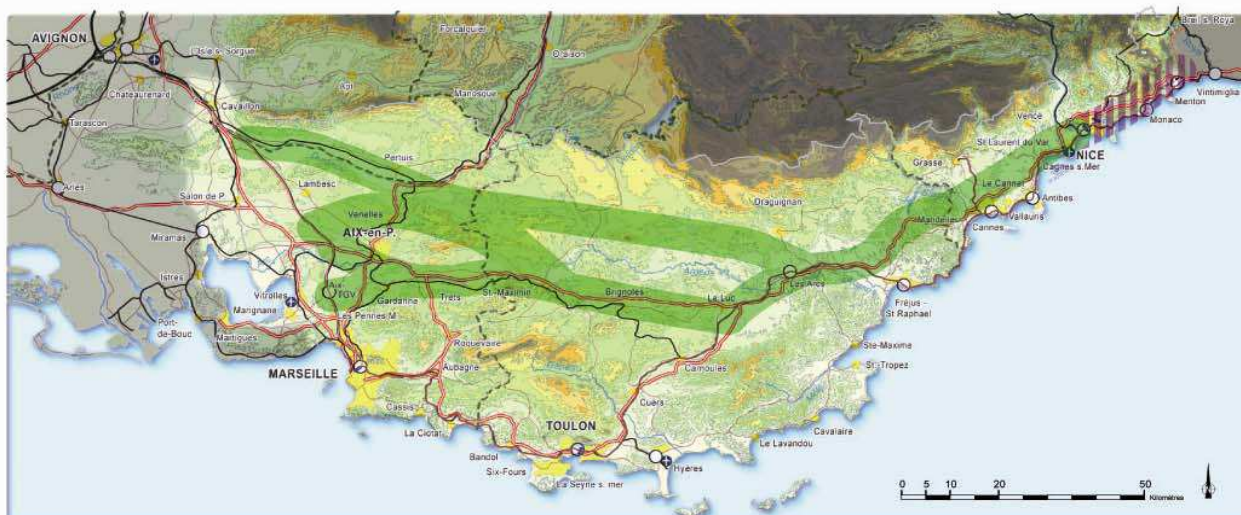 AVIGNON
L'Isle s. Sorgue
Forcalquier
Oraison
Breil s. Roya
Chateaurenard
Apt
Manosque
Vintimiglia
Menton
Cavaillon
Monaco
Tarascon
Vence
St Laurent du Var
NICE
Pertuis
Grasse
Cagnes s.Mer
Arles
Lambesc
Le Cannet
Salon de P.
Draguignan
Antibes
Venelles
Mandelieu
Vallauris
Cannes
Miramas
AIX-en-P.
Istres
Aix-
TGV
Les Arcs
Vitrolles
Gardanne
Trets
St. Maximin
Brignoles
Le Luc
Fréjus -
St Raphael
Marignane
Port-
de-Bouc
Les Pennes M.
Martigues
Roquevaire
Ste-Maxime
MARSEILLE
Aubagne
Carnoules
St. Tropez
Cuers
Cassis
La Ciotat
TOULON
Cavalaire
Le Lavandou
Bandol
Six-Fours
Hyères
La Seyne s. mer
0 5 10 20 30 40 50
Kilomètres